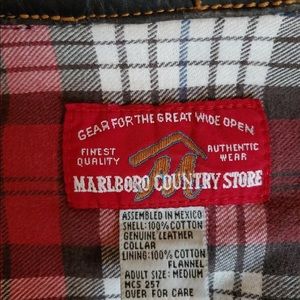 GEAR FOR THE GREAT WIDE OPEN
FINEST QUALITY
AUTHENTIC WEAR
MARLBORO COUNTRY STORE
ASSEMBLED IN MEXICO
SHELL: 100% COTTON
GENUINE LEATHER
COLLAR
LINING: 100% COTTON
FLANNEL
ADULT SIZE: MEDIUM
MCS 257
OVER FOR CARE